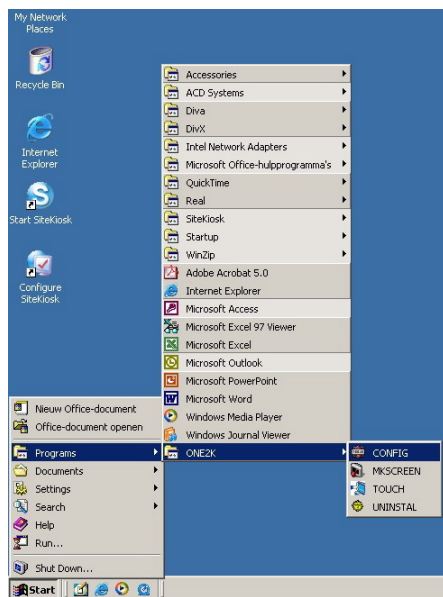 My Network
Places
Recycle Bin
Internet
Explorer
Start SiteKiosk
Configure
SiteKiosk
Accessories
ACD Systems
Diva
DivX
Intel Network Adapters
Microsoft Office-hulpprogramma's
QuickTime
Real
SiteKiosk
Startup
WinZip
Adobe Acrobat 5.0
Internet Explorer
Microsoft Access
Microsoft Excel 97 Viewer
Microsoft Excel
Microsoft Outlook
Microsoft PowerPoint
Microsoft Word
Windows Media Player
Windows Journal Viewer
ONE2K
Nieuw Office-document
Office-document openen
Programs
Documents
Settings
Search
Help
Run...
Shut Down...
CONFIG
MKSCREEN
TOUCH
UNINSTAL
Start